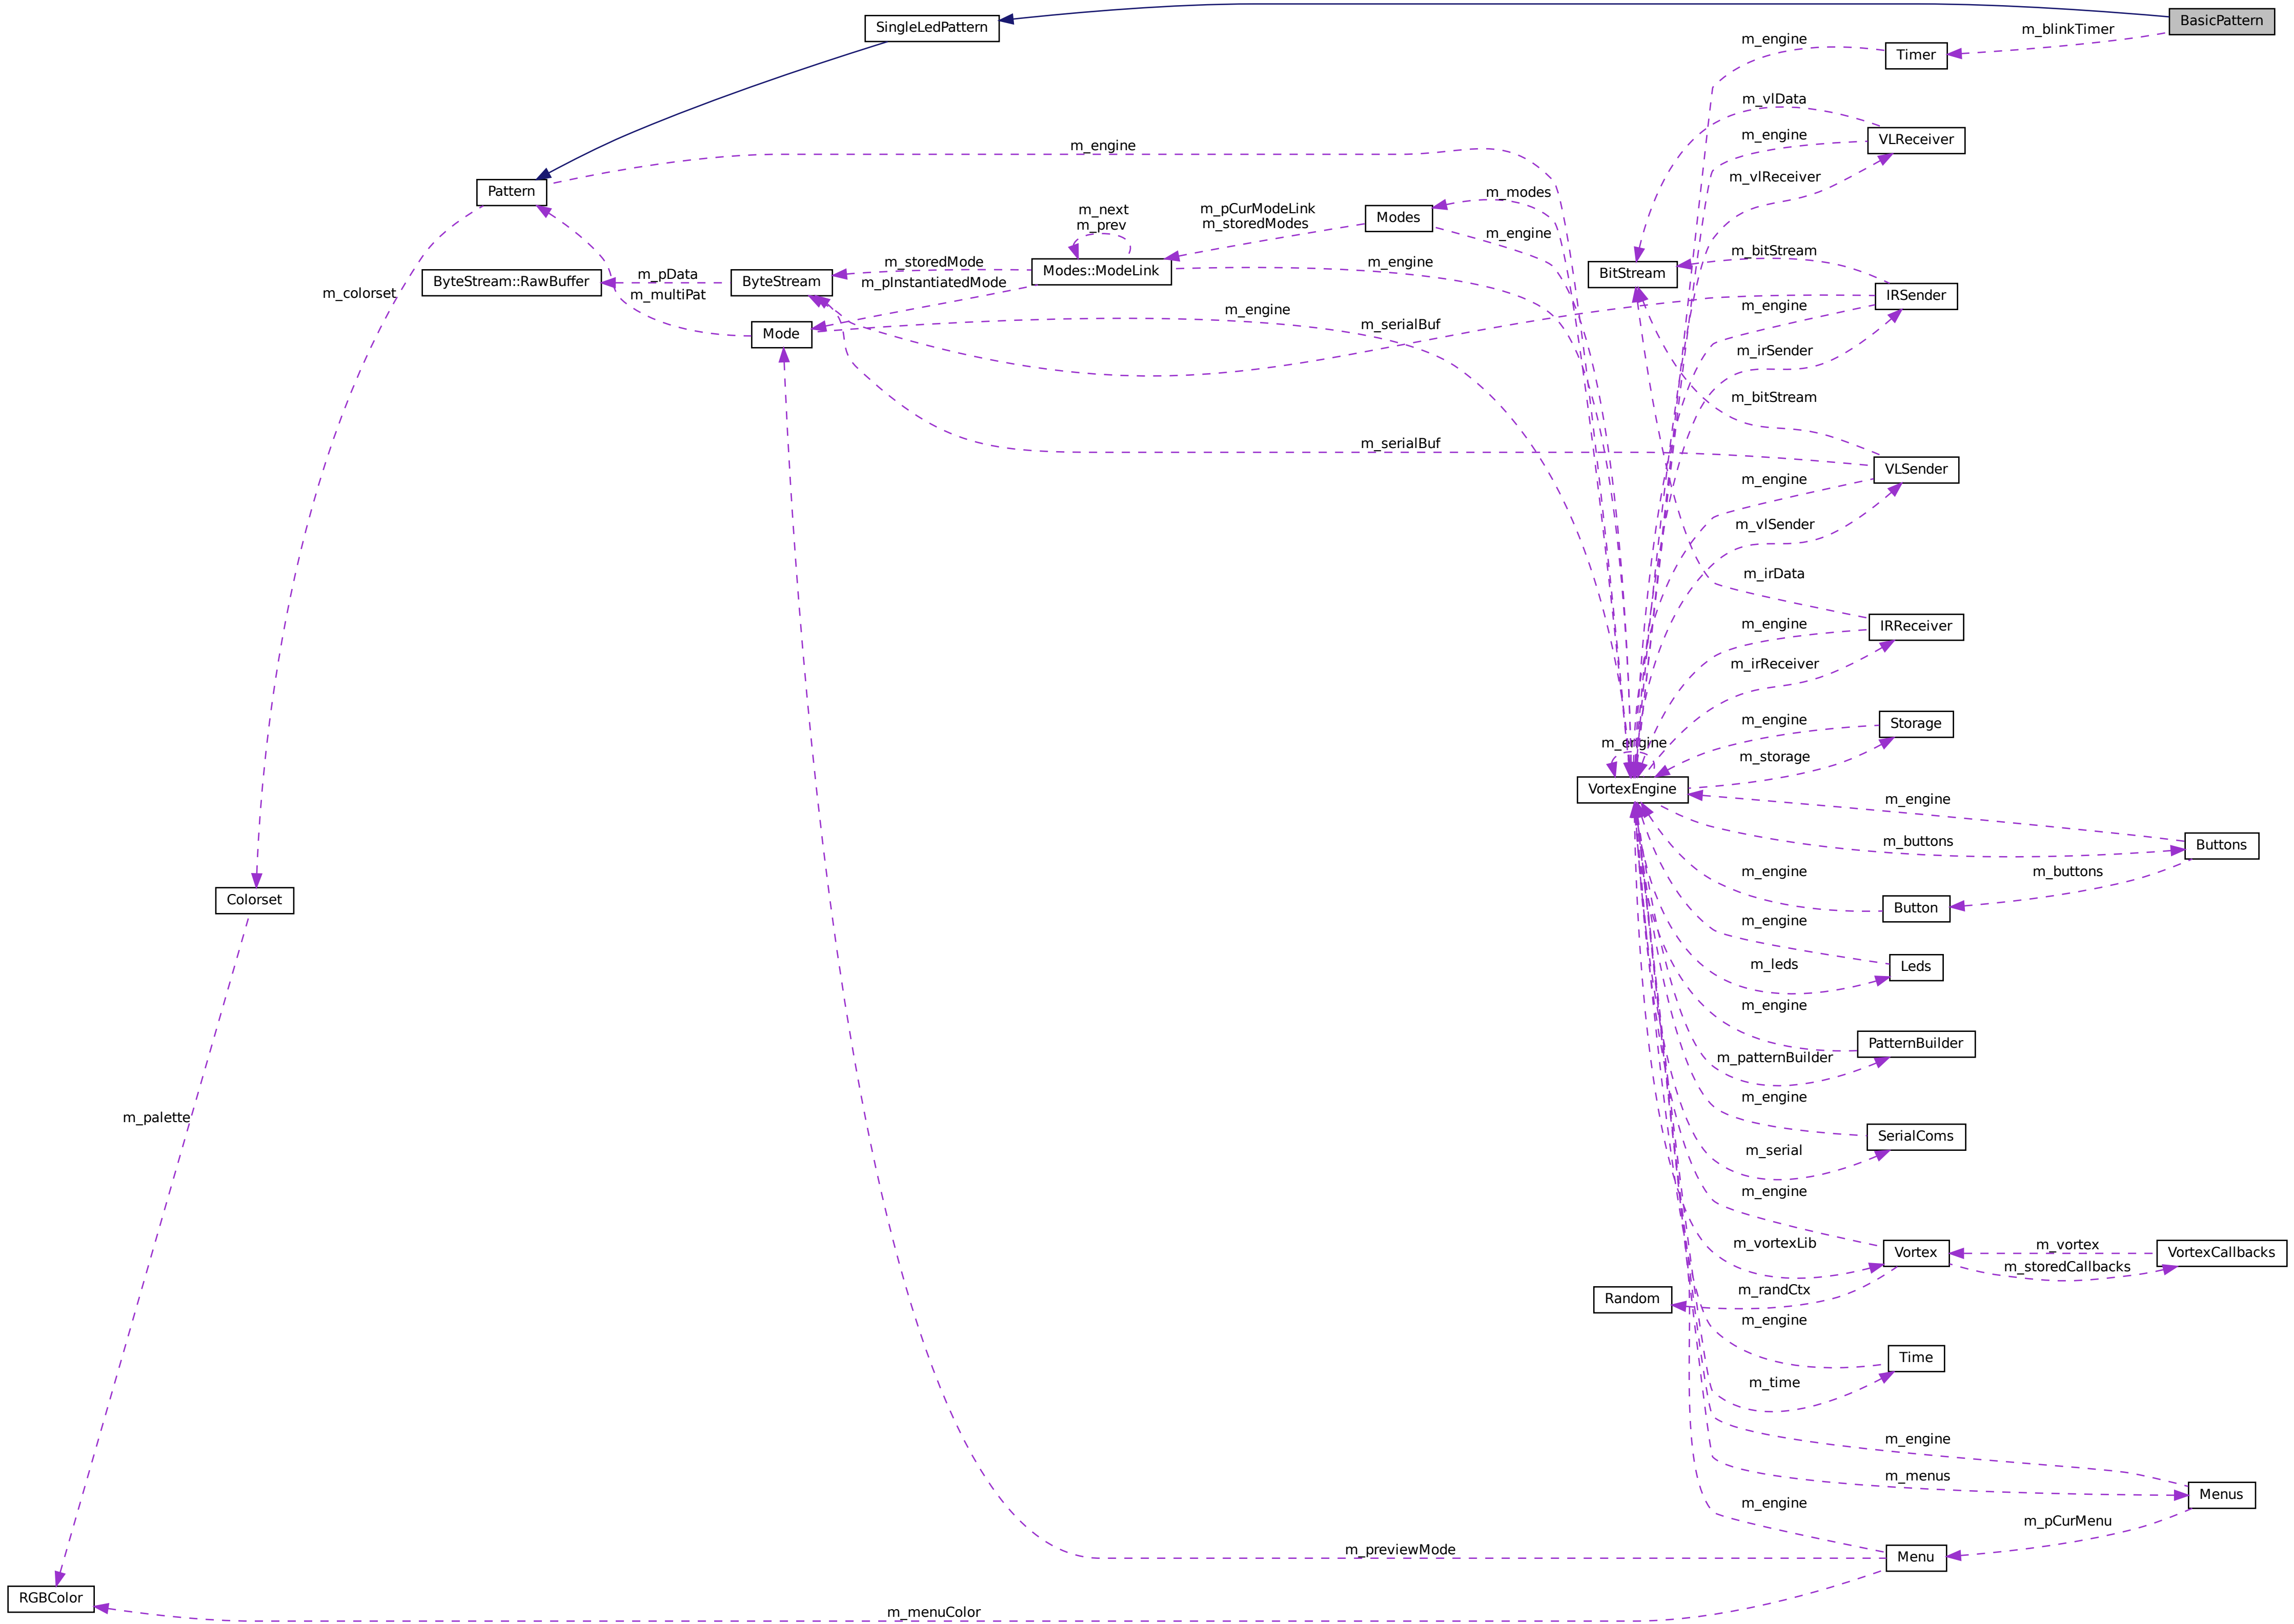 BasicPattern
SingleLedPattern
m_blinkTimer
m_engine
Timer
m_vlData
m_engine
VLReceiver
m_engine
m_vlReceiver
Pattern
m_modes
m_next
m_prev
m_pCurModeLink
m_storedModes
Modes
m_engine
m_bitStream
m_storedMode
m_engine
Modes::ModeLink
BitStream
m_pData
ByteStream::RawBuffer
ByteStream
m_pInstantiatedMode
m_colorset
m_multiPat
IRSender
m_engine
m_engine
m_serialBuf
Mode
m_irSender
m_bitStream
m_serialBuf
VLSender
m_engine
m_vlSender
m_irData
m_engine
IRReceiver
m_irReceiver
m_engine
Storage
m_engine
m_storage
VortexEngine
m_engine
m_buttons
Buttons
m_engine
m_buttons
Colorset
Button
m_engine
m_leds
Leds
m_engine
PatternBuilder
m_patternBuilder
m_engine
m_palette
SerialComs
m_serial
m_engine
m_vortexLib
Vortex
m_vortex
VortexCallbacks
m_storedCallbacks
m_randCtx
Random
m_engine
Time
m_time
m_engine
m_menus
Menus
m_engine
m_pCurMenu
m_previewMode
Menu
RGBColor
m_menuColor